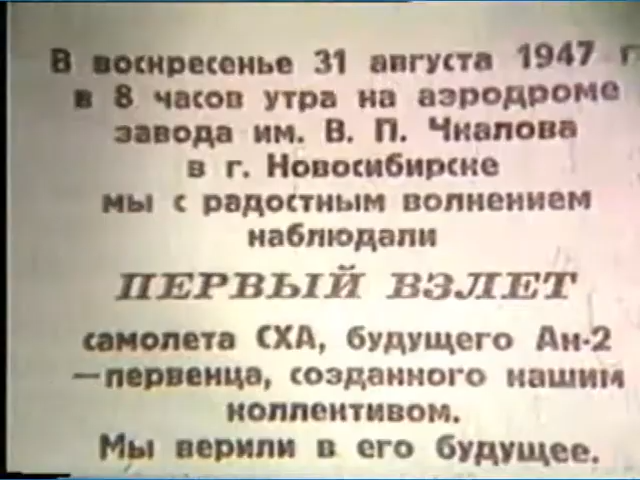 В воскресенье 31 августа 1947 г
в 8 часов утра на аэродроме
завода им. В. П. Чкалова
в г. Новосибирске
мы с радостным волнением
наблюдали
ПЕРВЫЙ ВЗЛЕТ
самолета СХА, будущего Ан-2
—первенца, созданного нашим
коллективом.
Мы верили в его будущее.